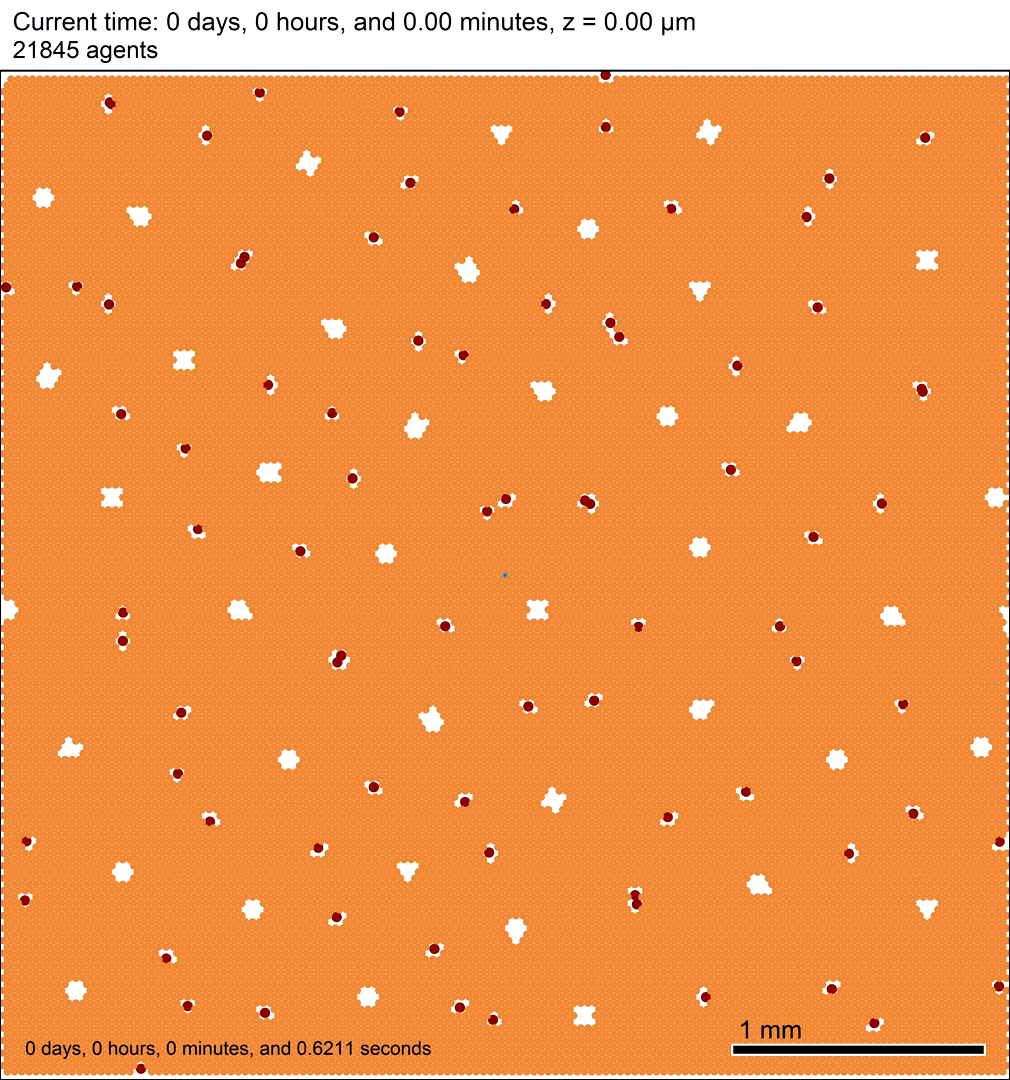 Current time: 0 days, 0 hours, and 0.00 minutes, z = 0.00 μm
21845 agents
1 mm
0 days, 0 hours, 0 minutes, and 0.6211 seconds